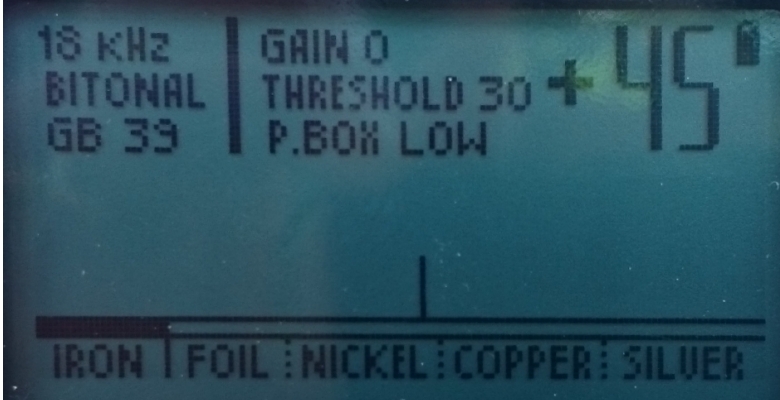 18 KHz
BITONAL
GB 39
GAIN 0
THRESHOLD 30
P.BOX LOW
+45
IRON FOIL NICKEL COPPER SILVER